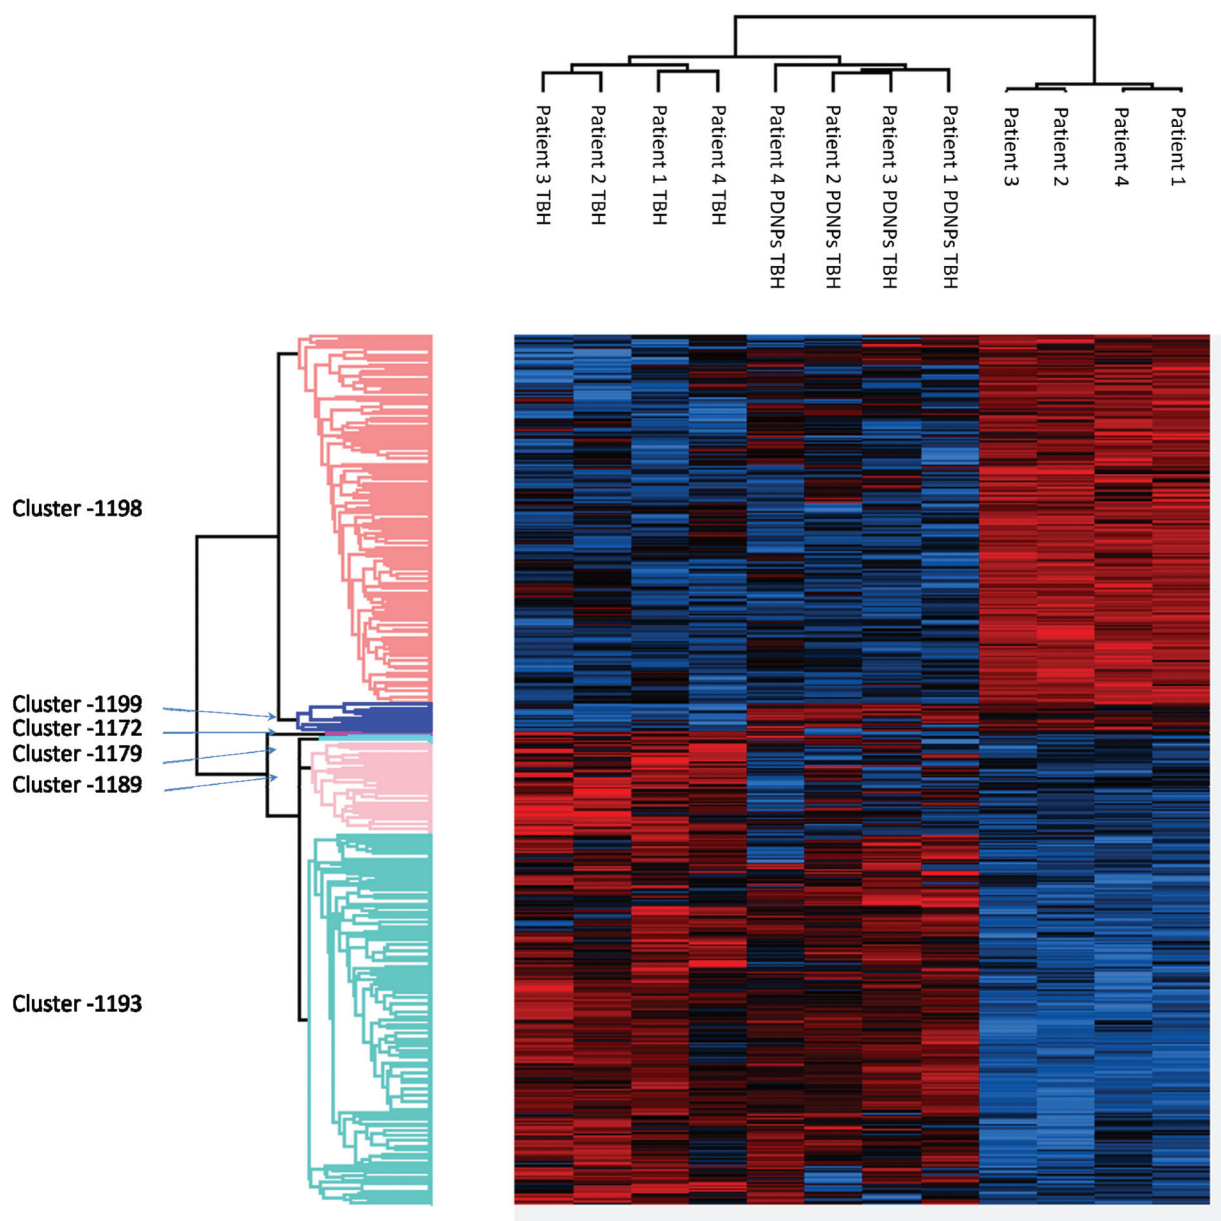 Patient 3 TBH
Patient 2 TBH
Patient 1 TBH
Patient 4 TBH
Patient 4 PDNPs TBH
Patient 2 PDNPs TBH
Patient 3 PDNPs TBH
Patient 1 PDNPs TBH
Patient 3
Patient 2
Patient 4
Patient 1
Cluster -1198
Cluster -1199
Cluster -1172
Cluster -1179
Cluster -1189
Cluster -1193